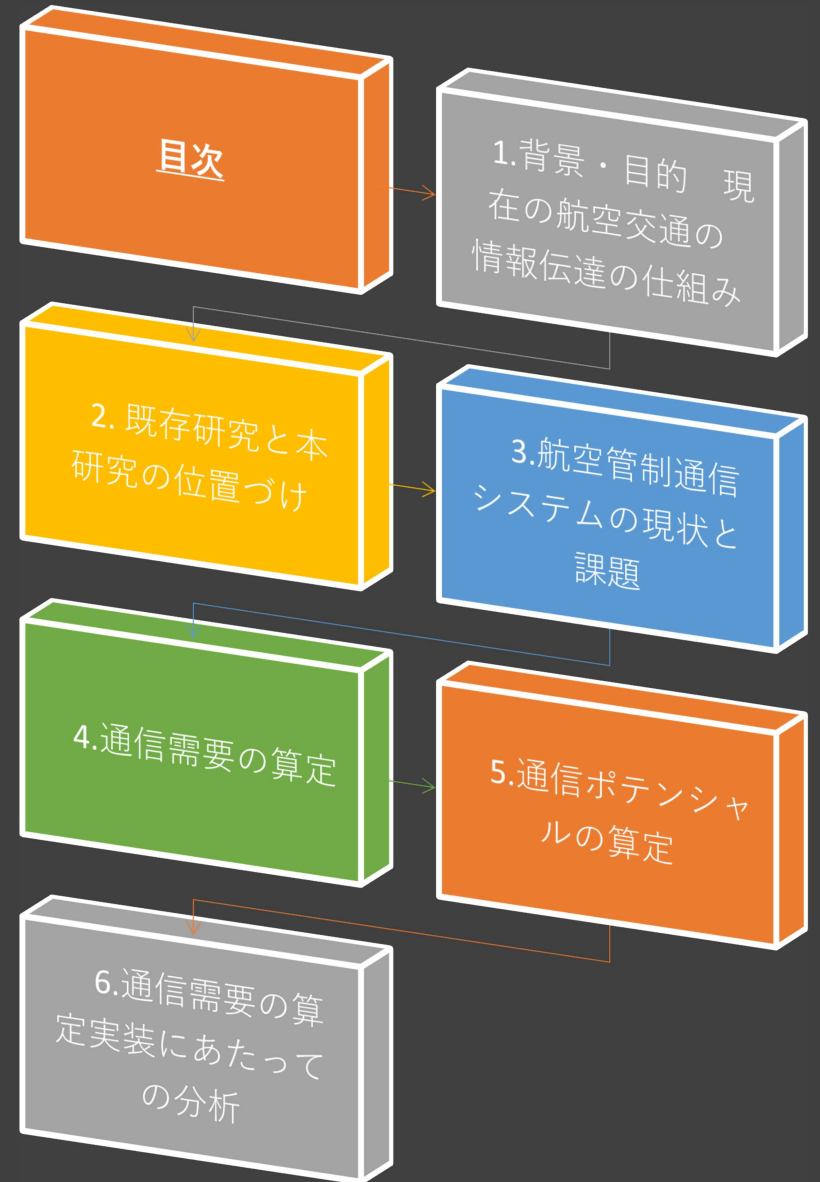 目次
1.背景・目的　現
在の航空交通の
情報伝達の仕組み
2. 既存研究と本
研究の位置づけ
3.航空管制通信
システムの現状と
課題
4.通信需要の算定
5.通信ポテンシャ
ルの算定
6.通信需要の算
定実装にあたって
の分析